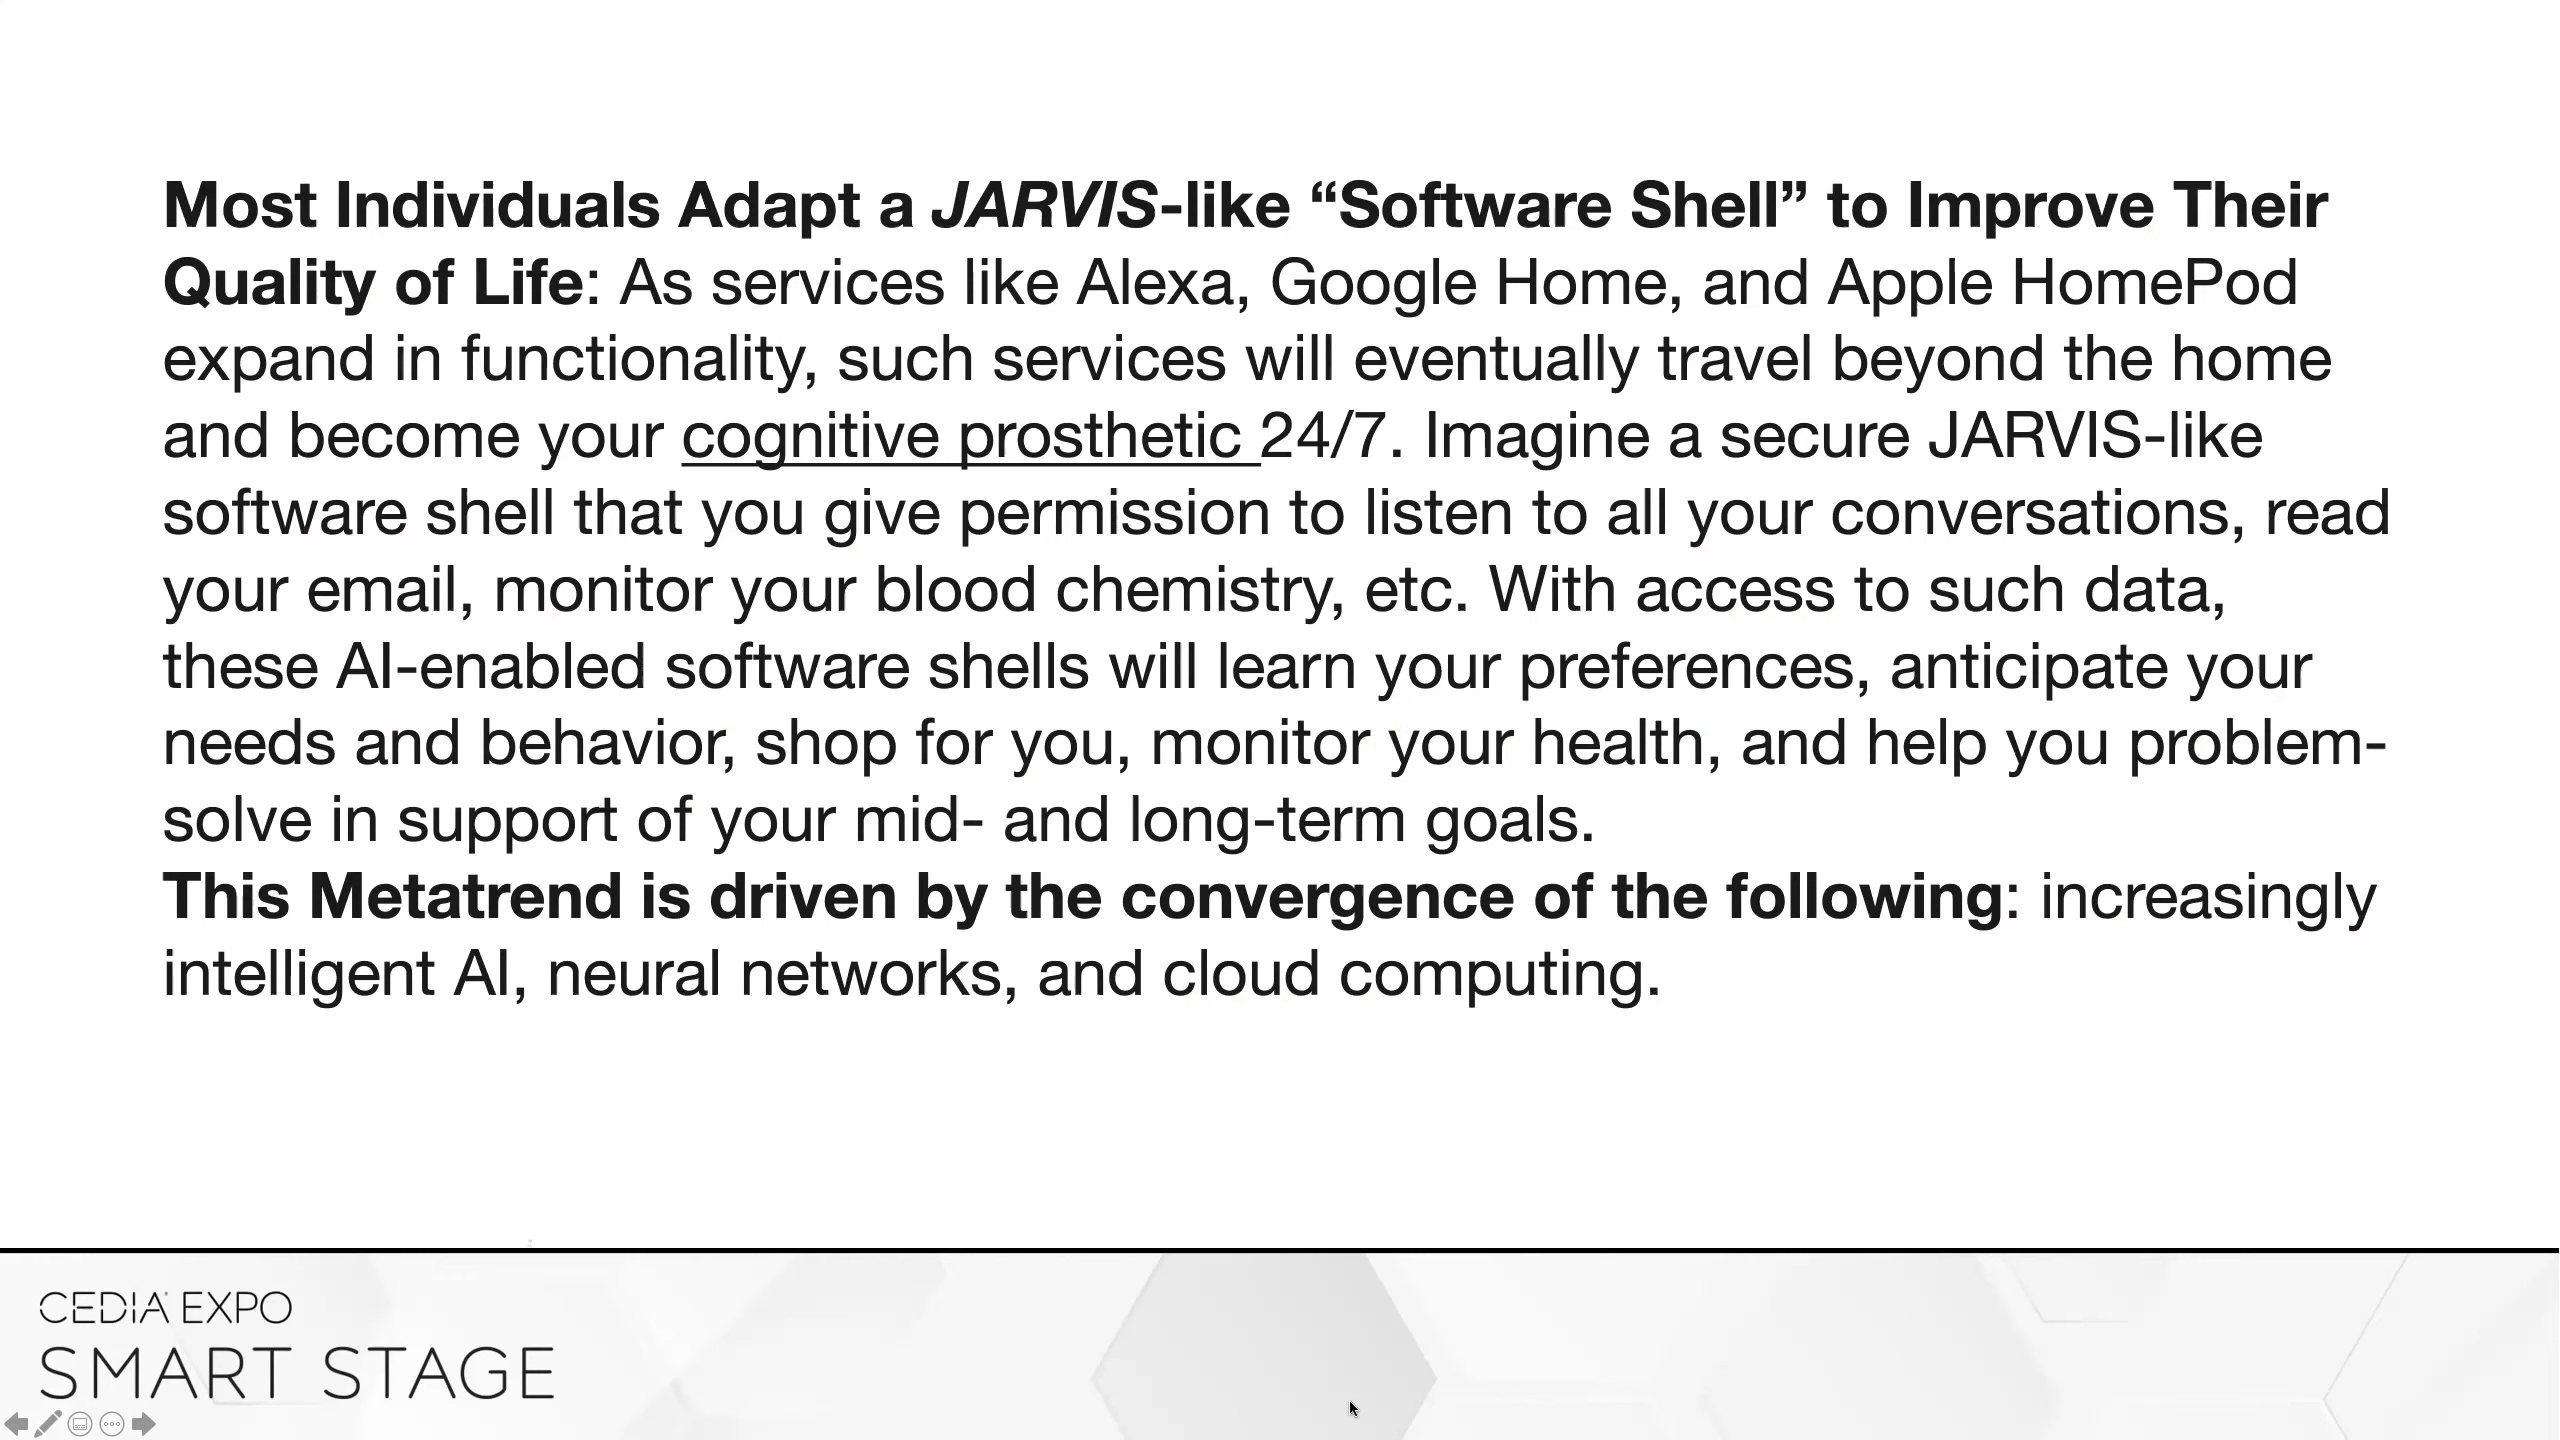 Most Individuals Adapt a JARVIS-like “Software Shell” to Improve Their
Quality of Life: As services like Alexa, Google Home, and Apple HomePod
expand in functionality, such services will eventually travel beyond the home
and become your cognitive prosthetic 24/7. Imagine a secure JARVIS-like
software shell that you give permission to listen to all your conversations, read
your email, monitor your blood chemistry, etc. With access to such data,
these AI-enabled software shells will learn your preferences, anticipate your
needs and behavior, shop for you, monitor your health, and help you problem-
solve in support of your mid- and long-term goals.
This Metatrend is driven by the convergence of the following: increasingly
intelligent AI, neural networks, and cloud computing.
CEDIA EXPO
SMART STAGE